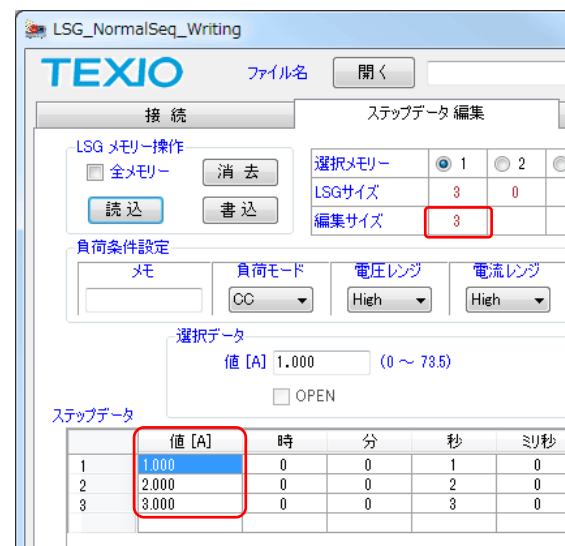 LSG_NormalSeq_Writing
TEXIO ファイル名 開く
接 続 ステップデータ 編集
LSG メモリー操作
全メモリー 消 去
読 込 書 込
選択メモリー 1 2
LSGサイズ 3 0
編集サイズ 3
負荷条件設定
メモ 負荷モード 電圧レンジ 電流レンジ
CC High High
選択データ
値 [A] 1.000 (0 ～ 73.5)
OPEN
ステップデータ
値 [A] 時 分 秒 ミリ秒
1 1.000 0 0 1 0
2 2.000 0 0 2 0
3 3.000 0 0 3 0